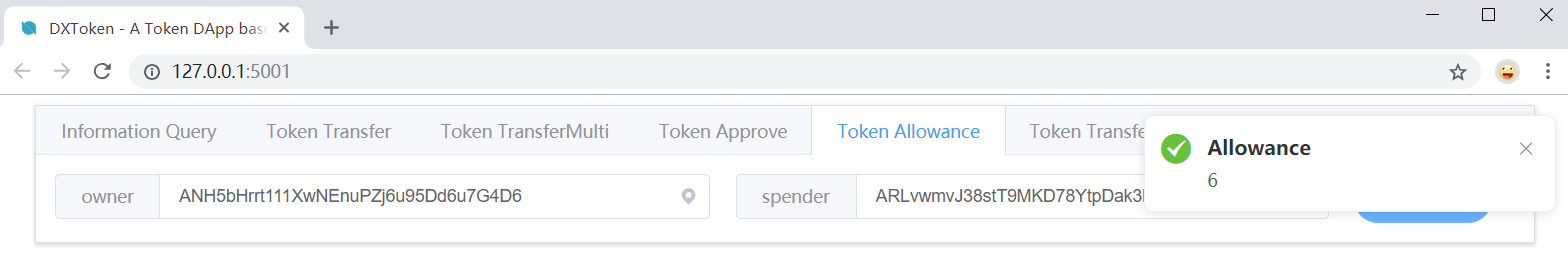 DXToken - A Token DApp bas
127.0.0.1:5001
Information Query
Token Transfer
Token TransferMulti
Token Approve
Token Allowance
Token Transfe
Allowance
6
owner
ANH5bHrrt111XwNEnuPZj6u95Dd6u7G4D6
spender
ARLvwmvJ38stT9MKD78YtpDak3